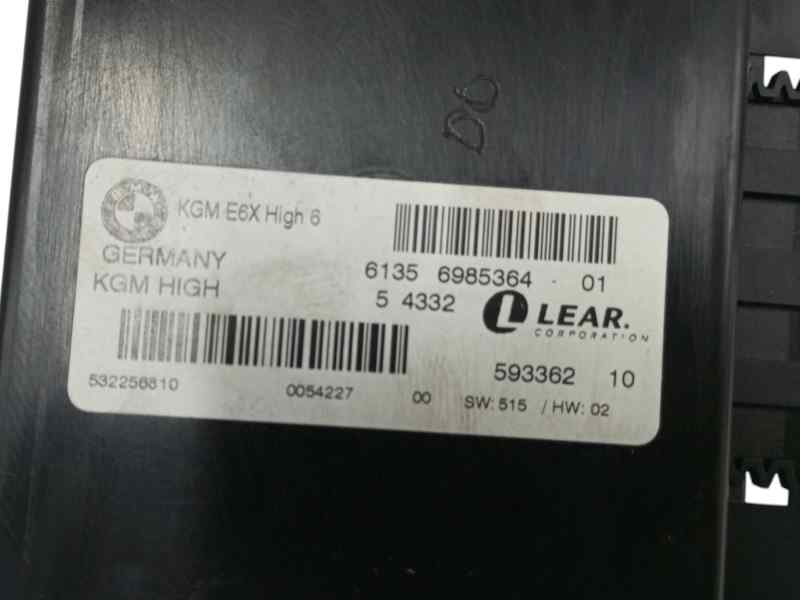 DO
KGM E6X High 6
GERMANY
KGM HIGH
6135 6985364 - 01
5 4332
LEAR.
CORPORATION
593362 10
532256810
0054227 00 SW: 515 / HW: 02